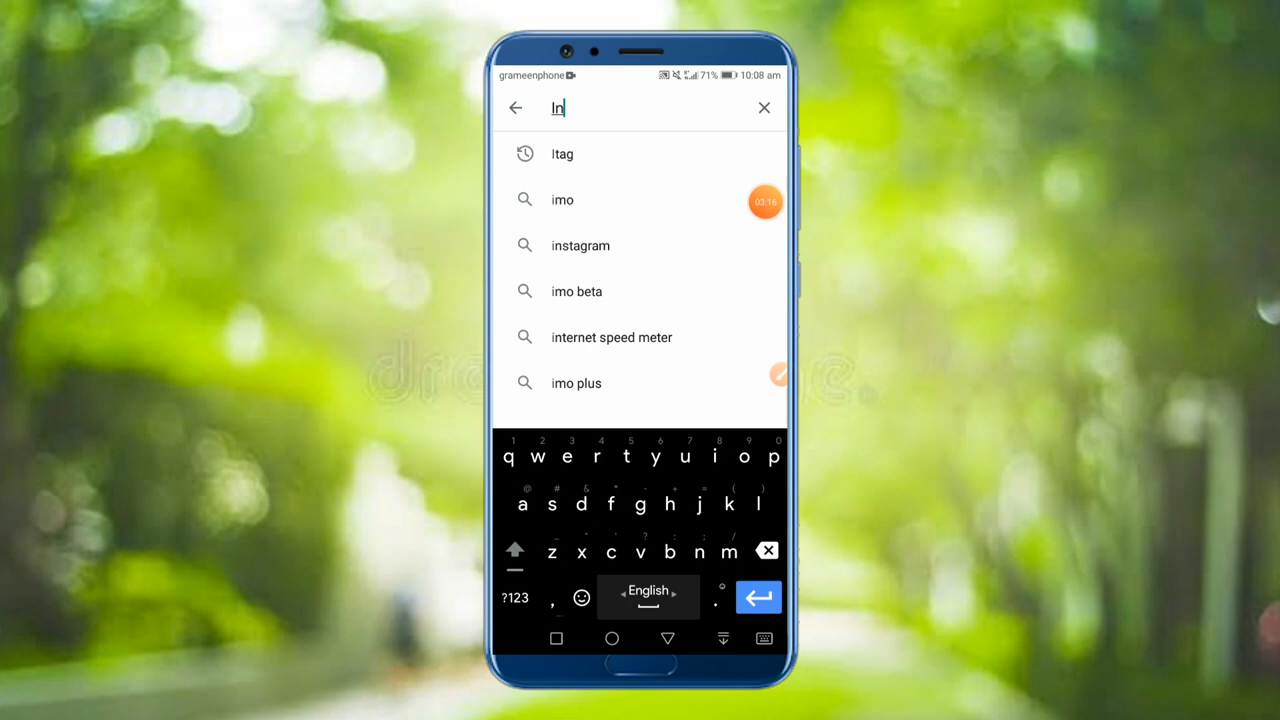 grameenphone 71% 10:08 am
In
Itag
imo
03:16
instagram
imo beta
internet speed meter
imo plus
1 2 3 4 5 6 7 8 9 0
q w e r t y u i o p
@ # & * - + = ( )
a s d f g h j k l
z x c v b n m
?123 , English .